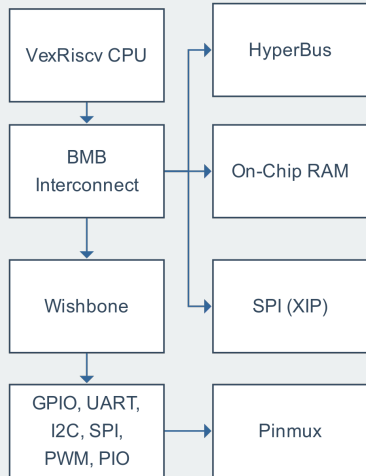 VexRiscv CPU
HyperBus
BMB
Interconnect
On-Chip RAM
Wishbone
SPI (XIP)
GPIO, UART,
I2C, SPI,
PWM, PIO
Pinmux